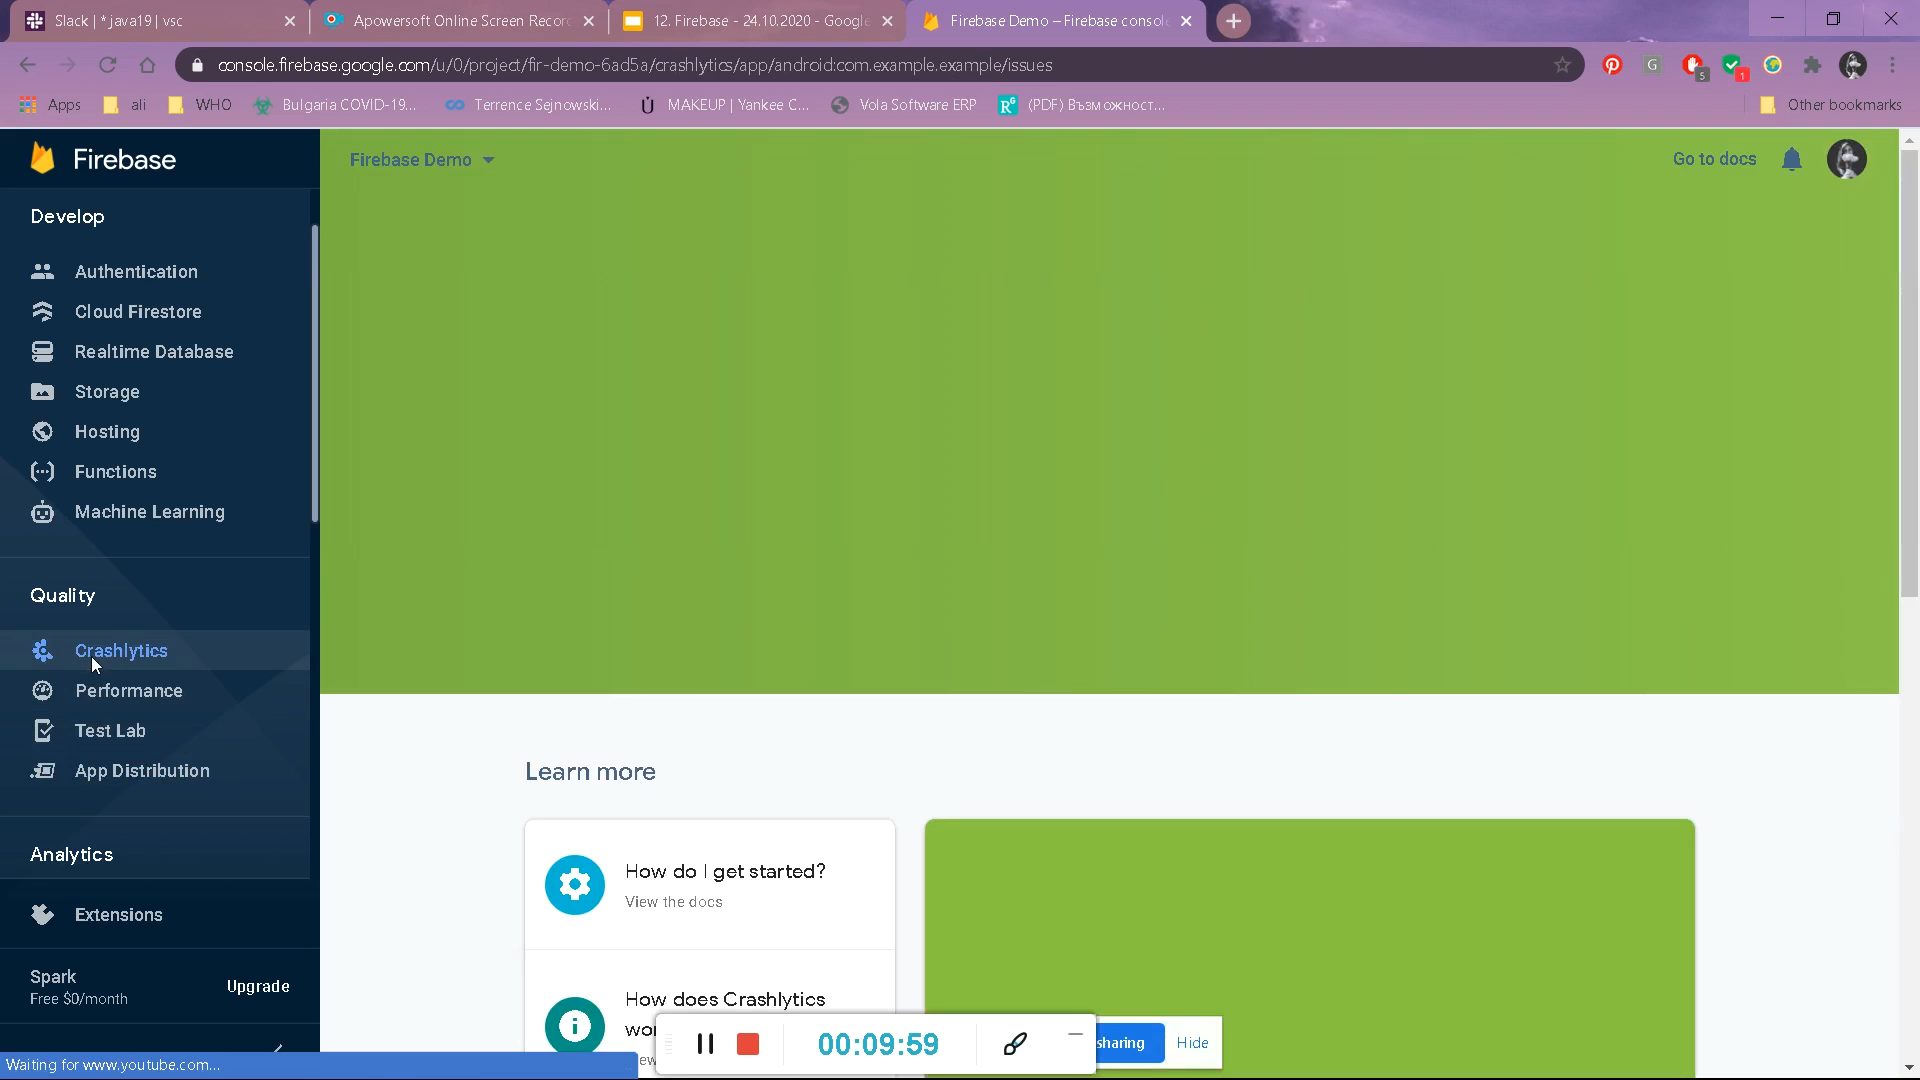 Slack | *java19 | vsc
Apowersoft Online Screen Recor
12. Firebase - 24.10.2020 - Google
Firebase Demo – Firebase console
console.firebase.google.com/u/0/project/fir-demo-6ad5a/crashlytics/app/android:com.example.example/issues
G
5
1
Apps
ali
WHO
Bulgaria COVID-19...
Terrence Sejnowski...
MAKEUP | Yankee C...
Vola Software ERP
(PDF) Възможност...
Other bookmarks
Firebase
Firebase Demo
Go to docs
Develop
Authentication
Cloud Firestore
Realtime Database
Storage
Hosting
Functions
Machine Learning
Quality
Crashlytics
Performance
Test Lab
App Distribution
Analytics
Extensions
Spark
Free $0/month
Upgrade
Learn more
How do I get started?
View the docs
How does Crashlytics
00:09:59
sharing
Hide
Waiting for www.youtube.com...